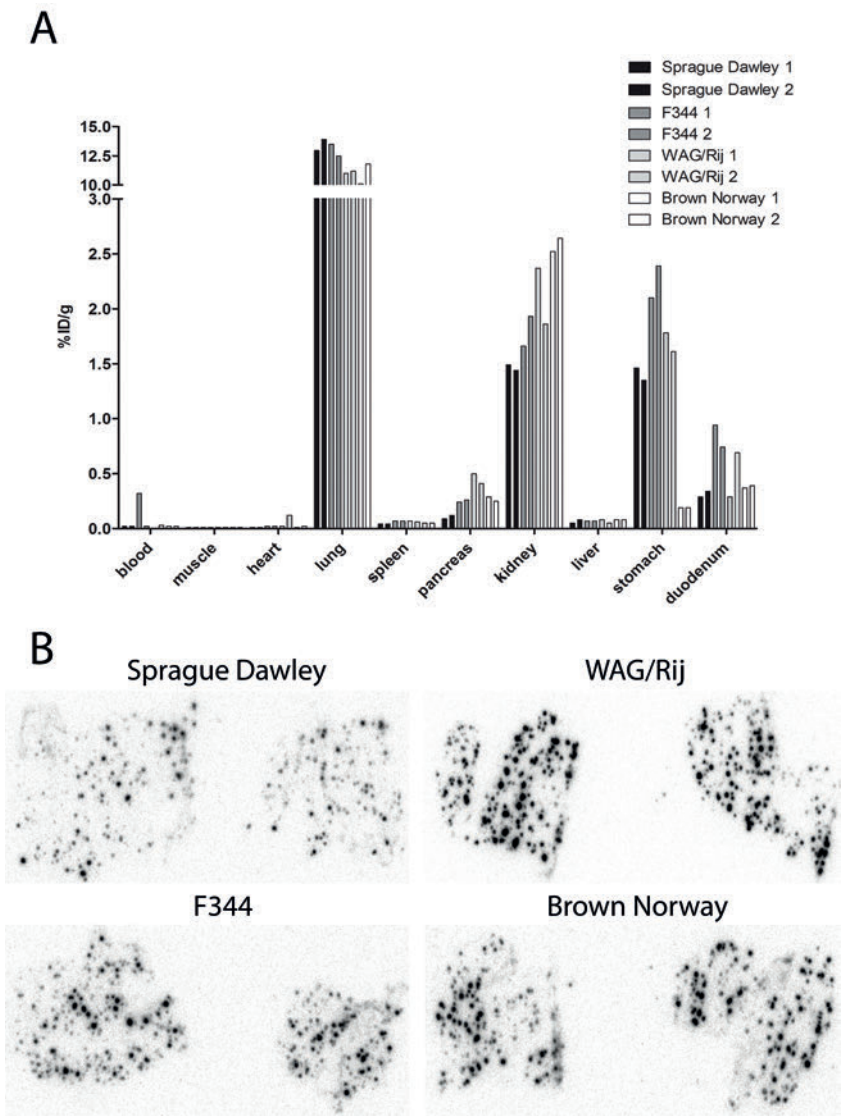 A
Sprague Dawley 1
Sprague Dawley 2
F344 1
F344 2
WAG/Rij 1
WAG/Rij 2
Brown Norway 1
Brown Norway 2
15.0
12.5
10.0
3.0
2.5
2.0
1.5
1.0
0.5
0.0
%ID/g
blood
muscle
heart
lung
spleen
pancreas
kidney
liver
stomach
duodenum
B
Sprague Dawley
WAG/Rij
F344
Brown Norway